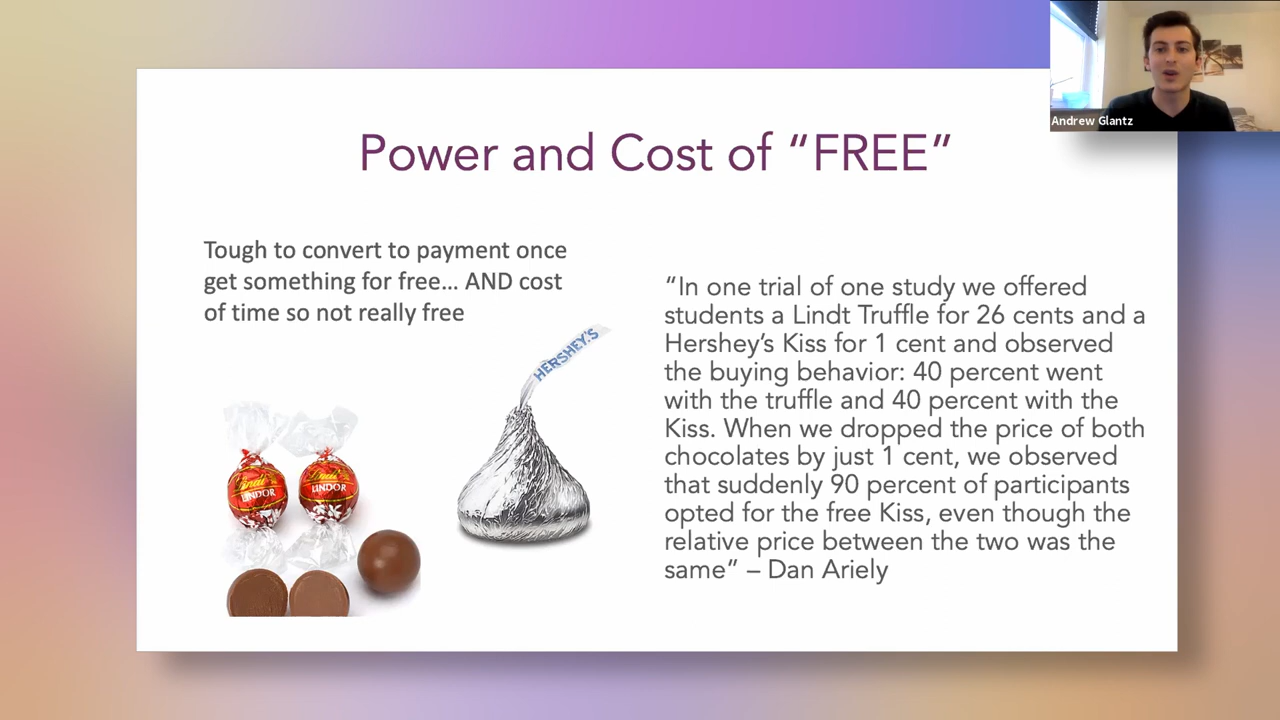 Andrew Glantz
Power and Cost of “FREE”
Tough to convert to payment once
get something for free... AND cost
of time so not really free
“In one trial of one study we offered
students a Lindt Truffle for 26 cents and a
Hershey’s Kiss for 1 cent and observed
the buying behavior: 40 percent went
with the truffle and 40 percent with the
Kiss. When we dropped the price of both
chocolates by just 1 cent, we observed
that suddenly 90 percent of participants
opted for the free Kiss, even though the
relative price between the two was the
same” – Dan Ariely
HERSHEY'S
Lindt
LINDOR
Lindt
LINDOR